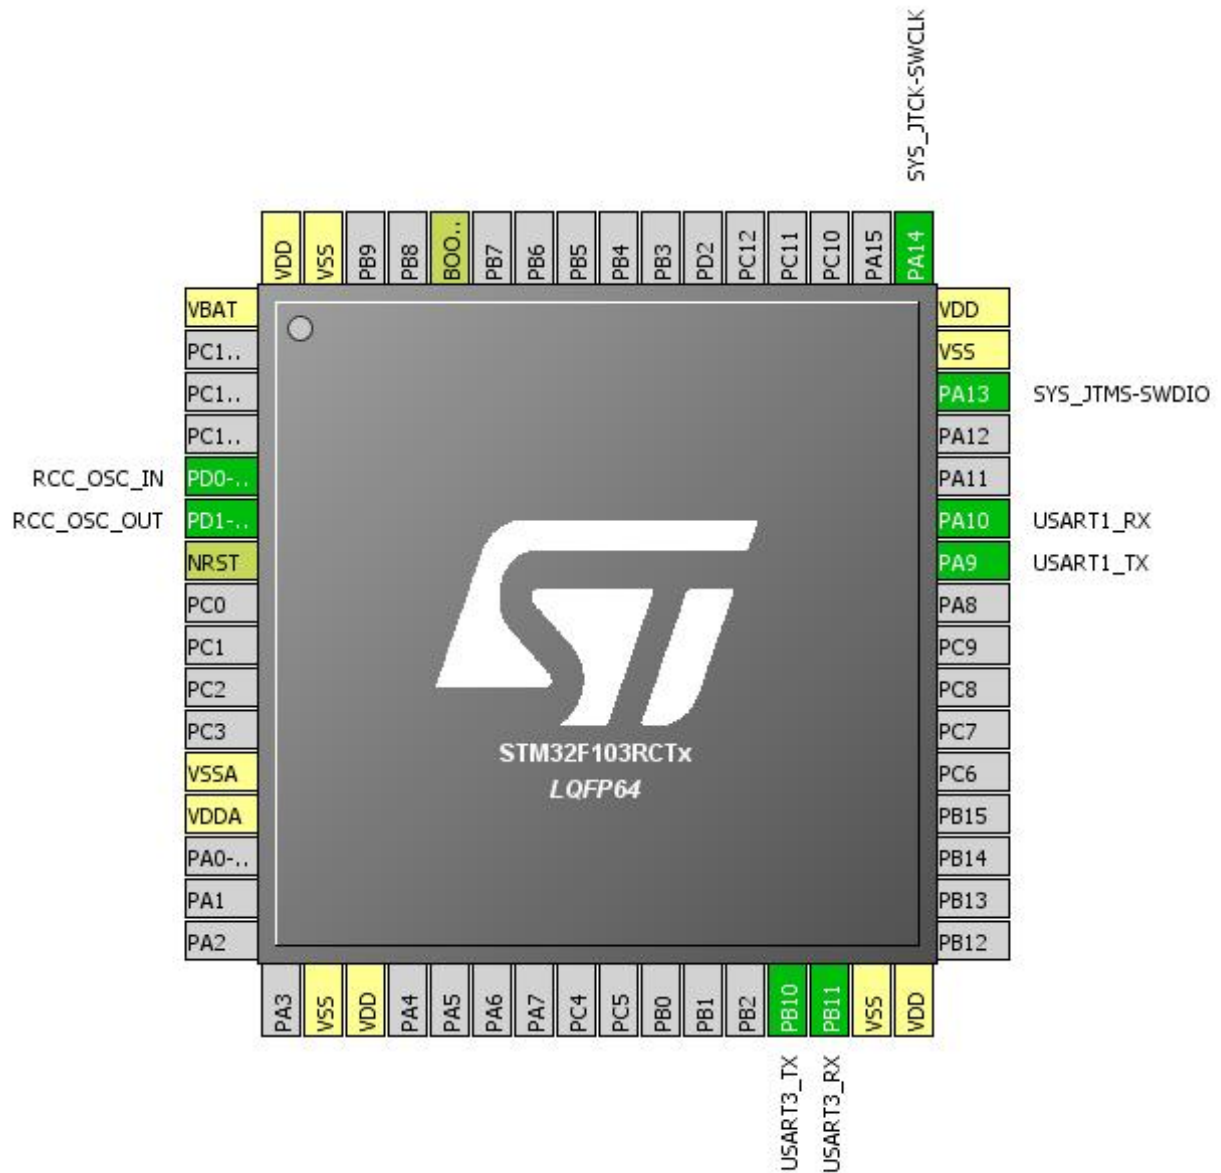 SYS_JTCK-SWCLK
VDD
VSS
PB9
PB8
BOO..
PB7
PB6
PB5
PB4
PB3
PD2
PC12
PC11
PC10
PA15
PA14
VBAT
PC1..
PC1..
PC1..
RCC_OSC_IN PD0-..
RCC_OSC_OUT PD1-..
NRST
PC0
PC1
PC2
PC3
VSSA
VDDA
PA0-..
PA1
PA2
ST
STM32F103RCTx
LQFP64
VDD
VSS
PA13 SYS_JTMS-SWDIO
PA12
PA11
PA10 USART1_RX
PA9 USART1_TX
PA8
PC9
PC8
PC7
PC6
PB15
PB14
PB13
PB12
PA3
VSS
VDD
PA4
PA5
PA6
PA7
PC4
PC5
PB0
PB1
PB2
PB10
PB11
VSS
VDD
USART3_TX
USART3_RX